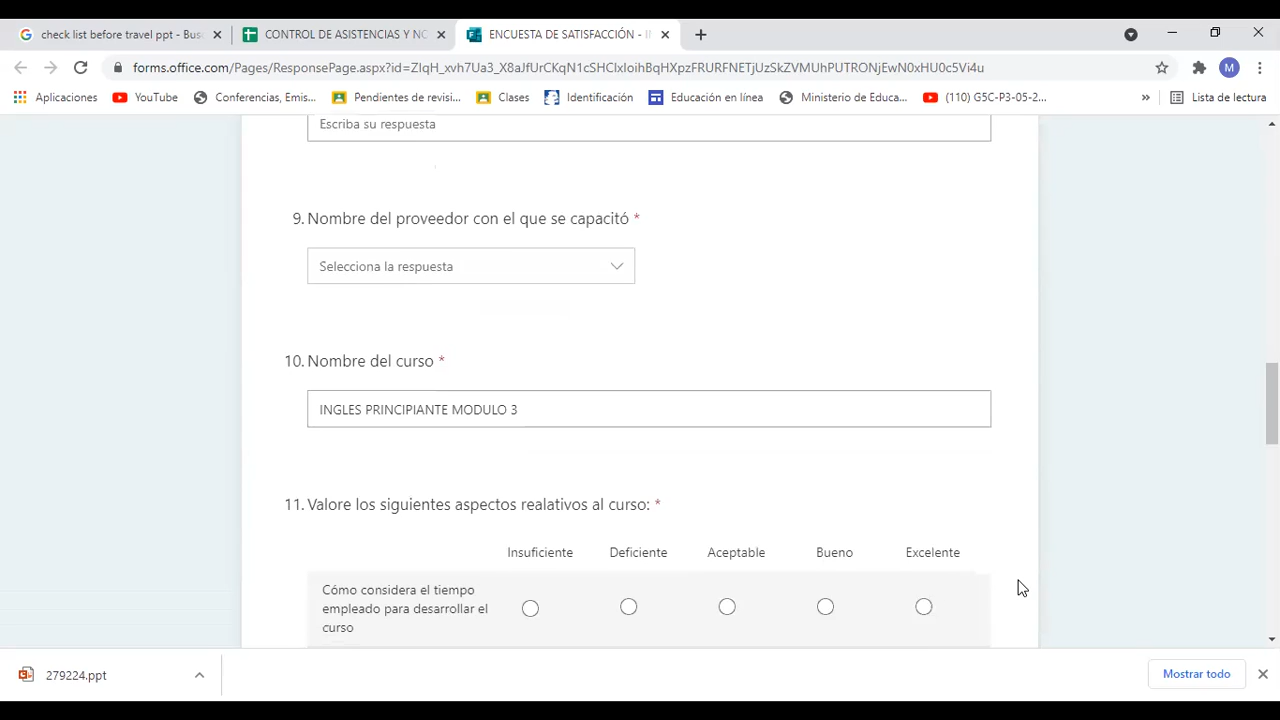 check list before travel ppt - Bus
CONTROL DE ASISTENCIAS Y NO
ENCUESTA DE SATISFACCIÓN - I
forms.office.com/Pages/ResponsePage.aspx?id=ZIqH_xvh7Ua3_X8aJfUrCKqN1cSHClxIoihBqHXpzFRURFNETjUzSkZVMUhPUTRONjEwN0xHU0c5Vi4u
M
Aplicaciones
YouTube
Conferencias, Emis...
Pendientes de revisi...
Clases
Identificación
Educación en línea
Ministerio de Educa...
(110) G5C-P3-05-2...
»
Lista de lectura
Escriba su respuesta
9. Nombre del proveedor con el que se capacitó *
Selecciona la respuesta
10. Nombre del curso *
INGLES PRINCIPIANTE MODULO 3
11. Valore los siguientes aspectos realativos al curso: *
Insuficiente Deficiente Aceptable Bueno Excelente
Cómo considera el tiempo
empleado para desarrollar el
curso
279224.ppt
Mostrar todo